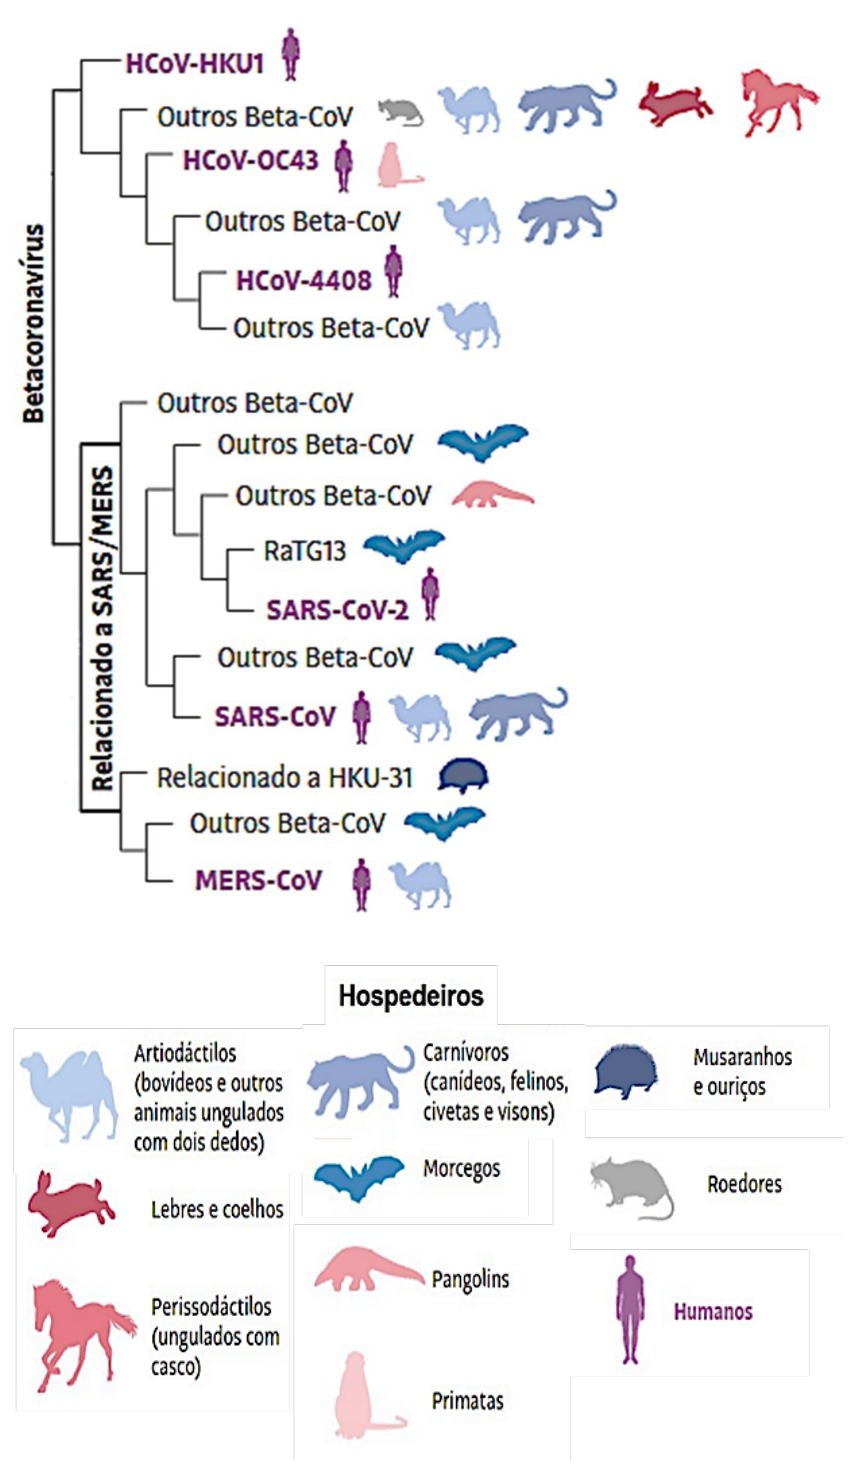 HCoV-HKU1
Outros Beta-CoV
HCoV-OC43
Outros Beta-CoV
HCoV-4408
Outros Beta-CoV
Betacoronavírus
Outros Beta-CoV
Outros Beta-CoV
Outros Beta-CoV
RaTG13
SARS-CoV-2
Outros Beta-CoV
SARS-CoV
Relacionado a SARS/MERS
Relacionado a HKU-31
Outros Beta-CoV
MERS-CoV
Hospedeiros
Artiodáctilos
(bovídeos e outros
animais ungulados
com dois dedos)
Carnívoros
(canídeos, felinos,
civetas e visons)
Musaranhos
e ouriços
Lebres e coelhos
Morcegos
Roedores
Perissodáctilos
(ungulados com
casco)
Pangolins
Humanos
Primatas